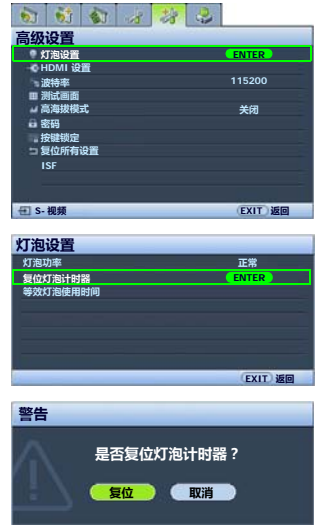 高级设置
灯泡设置 ENTER
HDMI 设置
波特率 115200
测试画面
高海拔模式 关闭
密码
按键锁定
复位所有设置
ISF
S- 视频 EXIT 返回
灯泡设置
灯泡功率 正常
复位灯泡计时器 ENTER
等效灯泡使用时间
EXIT 返回
警告
是否复位灯泡计时器？
复位 取消